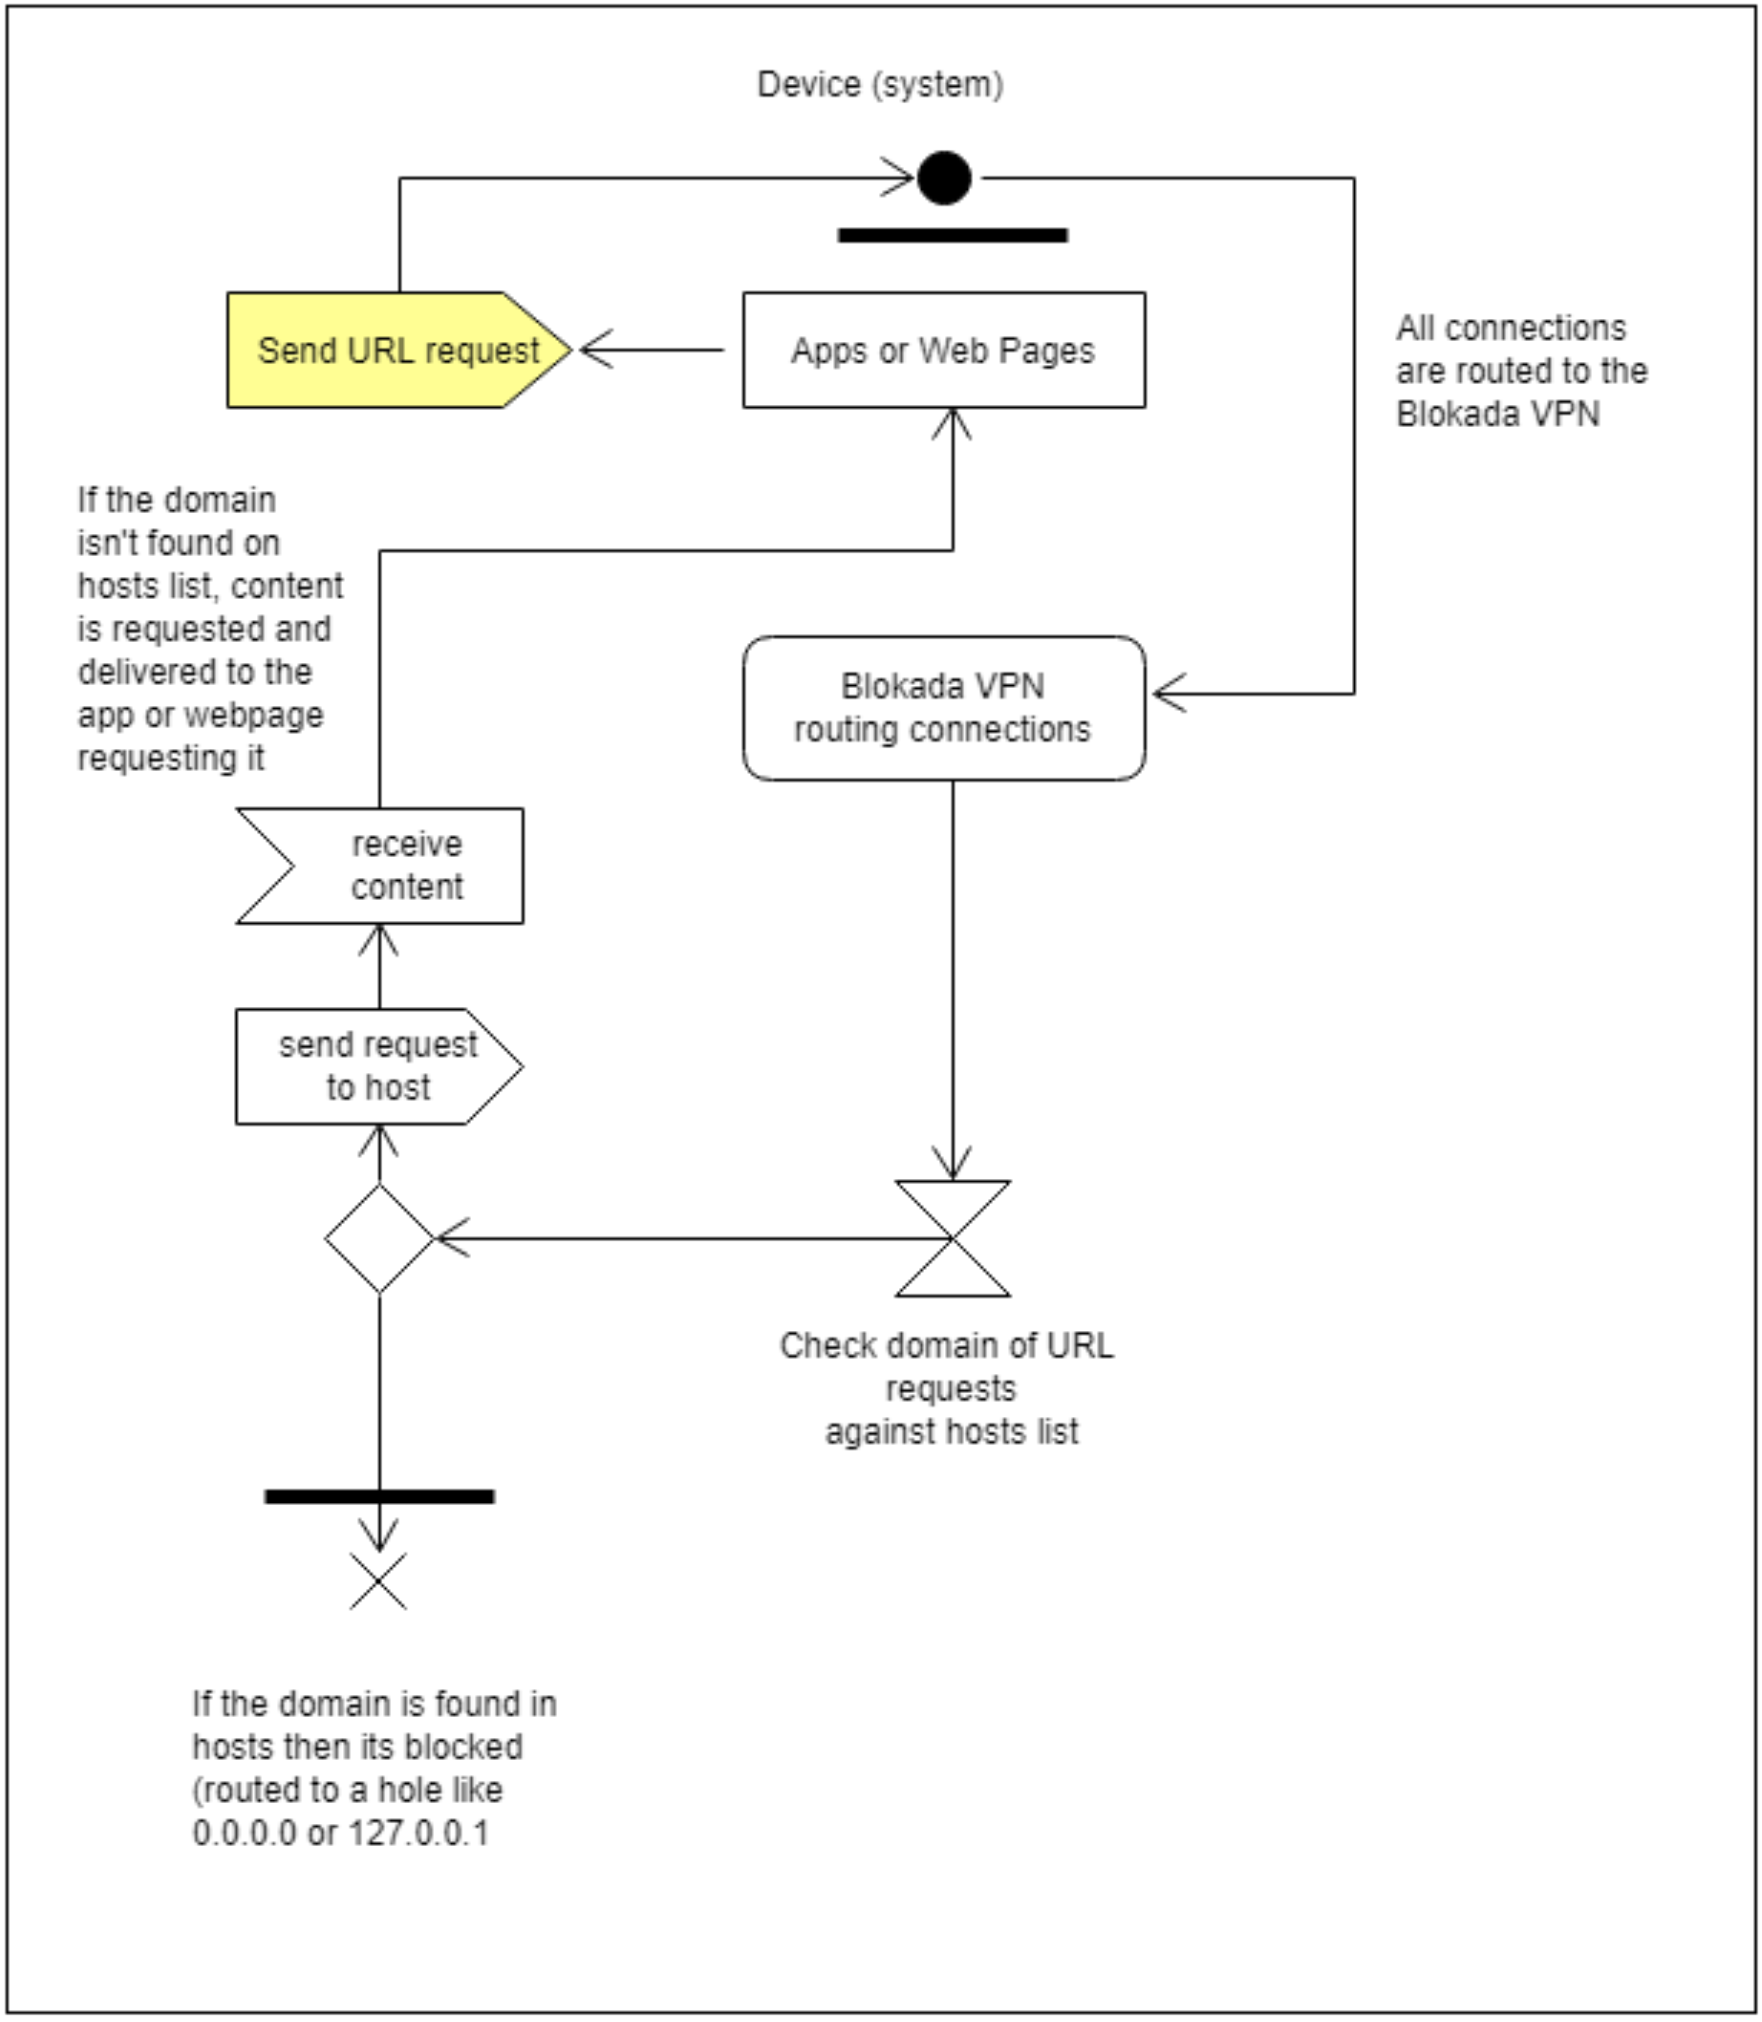 Device (system)
Send URL request
Apps or Web Pages
All connections
are routed to the
Blokada VPN
If the domain
isn't found on
hosts list, content
is requested and
delivered to the
app or webpage
requesting it
Blokada VPN
routing connections
receive
content
send request
to host
Check domain of URL
requests
against hosts list
If the domain is found in
hosts then its blocked
(routed to a hole like
0.0.0.0 or 127.0.0.1